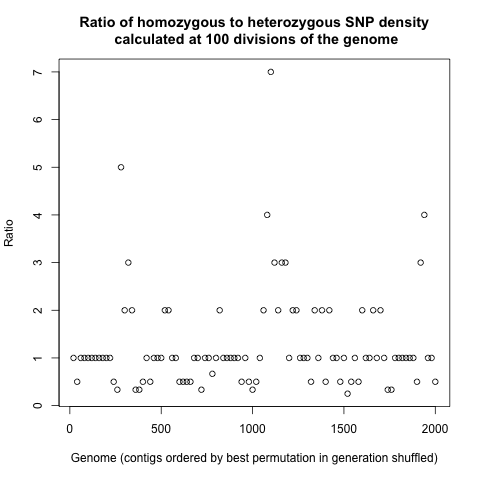 Ratio of homozygous to heterozygous SNP density
calculated at 100 divisions of the genome
Ratio
7
6
5
4
3
2
1
0
0 500 1000 1500 2000
Genome (contigs ordered by best permutation in generation shuffled)